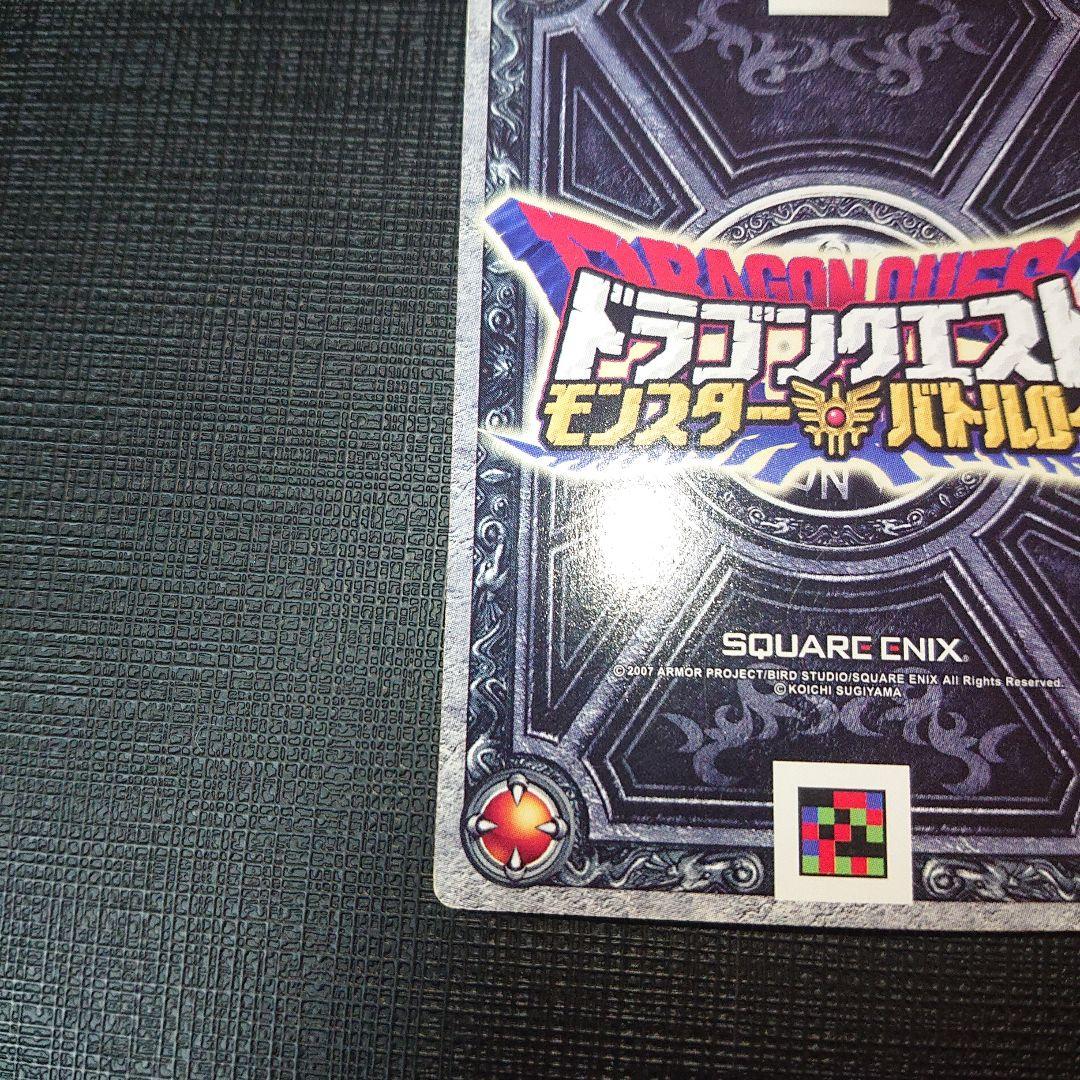 DRAGON QUEST
ドラゴンクエスト
モンスター バトルロ
SQUARE ENIX
© 2007 ARMOR PROJECT/BIRD STUDIO/SQUARE ENIX All Rights Reserved.
© KOICHI SUGIYAMA